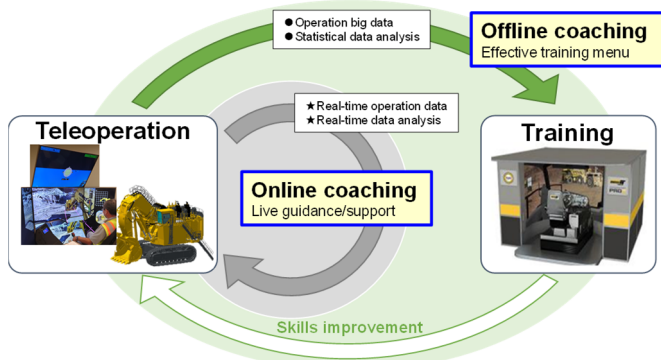 ● Operation big data
● Statistical data analysis
Offline coaching
Effective training menu
★Real-time operation data
★Real-time data analysis
Teleoperation
Training
Online coaching
Live guidance/support
PRO
Skills improvement